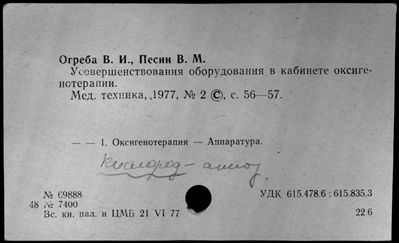 Огреба В. И., Песин В. М.
Усовершенствования оборудования в кабинете оксиге-
нотерапии.
Мед. техника, 1977, № 2 ©, с. 56—57.
— — 1. Оксигенотерапия — Аппаратура.
Кислород -
№ 69888
УДК 615.478.6 : 615.835.3
48 № 7400
Вс. кн. пал. и ЦМБ 21 VI 77
22 6